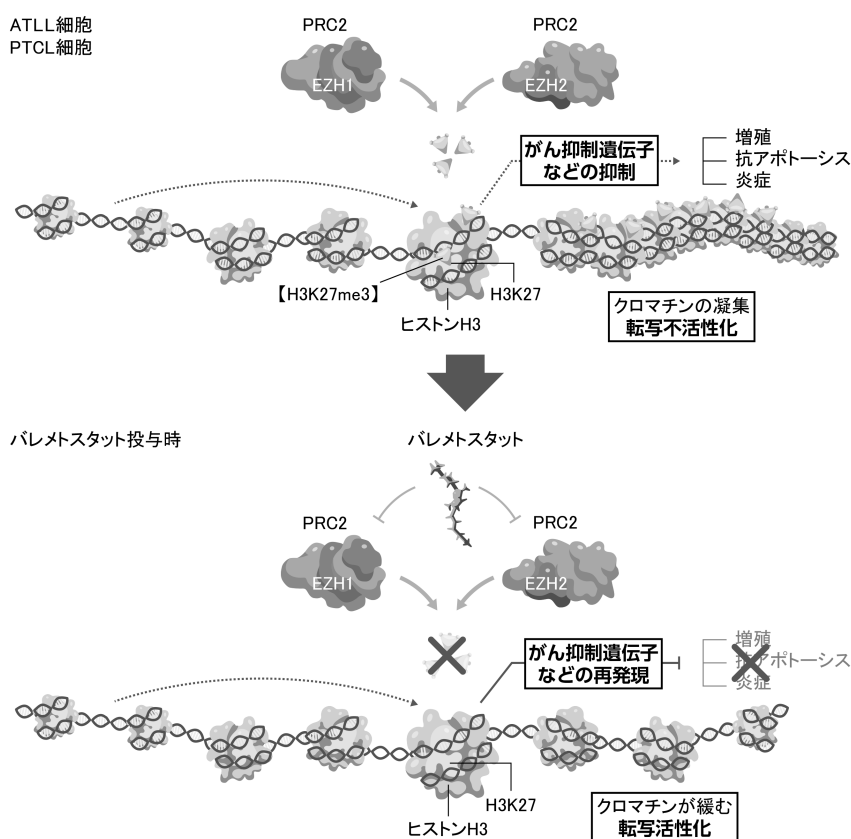 ATLL細胞
PTCL細胞
PRC2
PRC2
EZH1
EZH2
がん抑制遺伝子
などの抑制
増殖
抗アポトーシス
炎症
【H3K27me3】
H3K27
ヒストンH3
クロマチンの凝集
転写不活性化
バレメトスタット投与時
バレメトスタット
PRC2
PRC2
EZH1
EZH2
がん抑制遺伝子
などの再発現
増殖
抗アポトーシス
炎症
H3K27
ヒストンH3
クロマチンが緩む
転写活性化